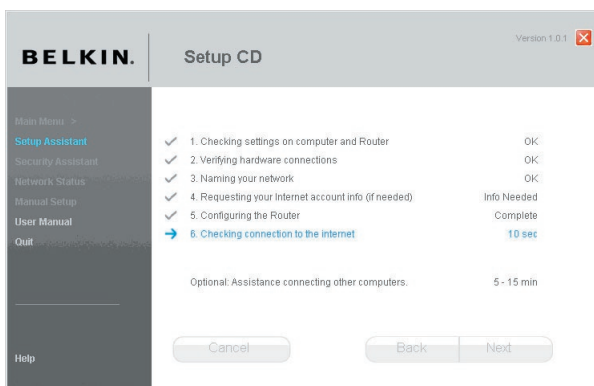 BELKIN.
Setup CD
Version 1.0.1
Main Menu >
Setup Assistant
Security Assistant
Network Status
Manual Setup
User Manual
Quit
Help
1. Checking settings on computer and Router OK
2. Verifying hardware connections OK
3. Naming your network OK
4. Requesting your Internet account info (if needed) Info Needed
5. Configuring the Router Complete
6. Checking connection to the internet 10 sec
Optional: Assistance connecting other computers. 5 - 15 min
Cancel Back Next